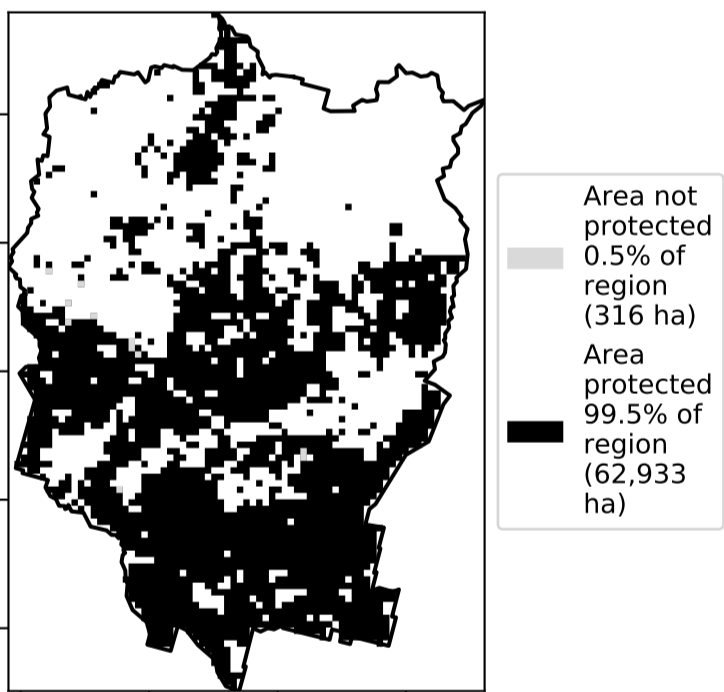 Area not
protected
0.5% of
region
(316 ha)
Area
protected
99.5% of
region
(62,933
ha)